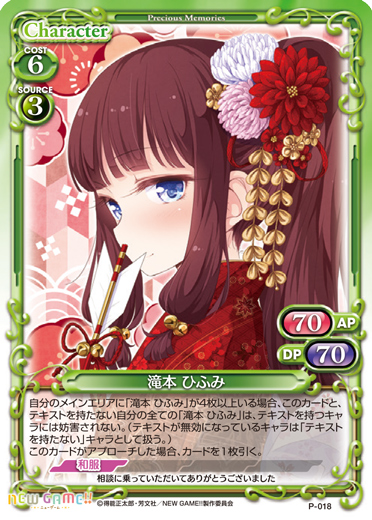 Precious Memories
Character
COST
6
SOURCE
3
70 AP
DP 70
滝本 ひふみ
自分のメインエリアに「滝本 ひふみ」が4枚以上いる場合、このカードと、
テキストを持たない自分の全ての「滝本 ひふみ」は、テキストを持つキャラ
には妨害されない。（テキストが無効になっているキャラは「テキスト
を持たない」キャラとして扱う。）
このカードがアプローチした場合、カードを1枚引く。
和服
相談に乗っていただいてありがとうございました
NEW GAME!!
ニューゲーム
©得能正太郎・芳文社／NEW GAME!!製作委員会
P-018